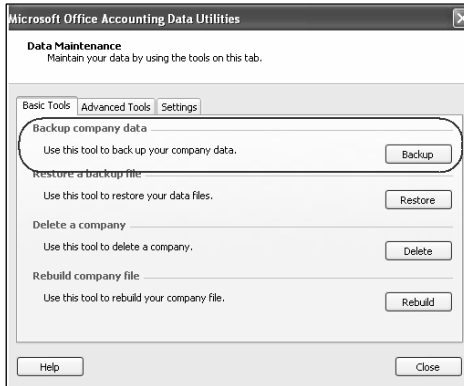 Microsoft Office Accounting Data Utilities
Data Maintenance
Maintain your data by using the tools on this tab.
Basic Tools Advanced Tools Settings
Backup company data
Use this tool to back up your company data.
Backup
Restore a backup file
Use this tool to restore your data files.
Restore
Delete a company
Use this tool to delete a company.
Delete
Rebuild company file
Use this tool to rebuild your company file.
Rebuild
Help Close